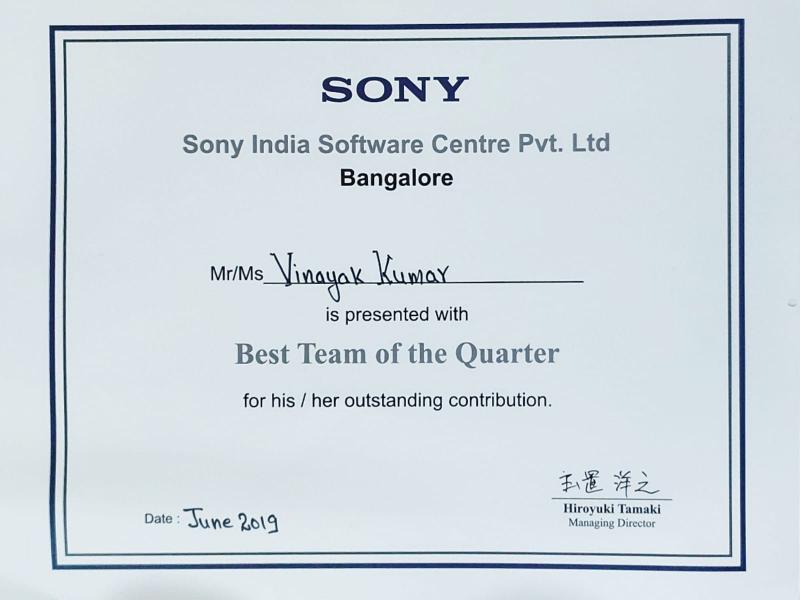 SONY
Sony India Software Centre Pvt. Ltd
Bangalore
Mr/Ms Vinayak Kumar
is presented with
Best Team of the Quarter
for his / her outstanding contribution.
玉置 洋之
Hiroyuki Tamaki
Managing Director
Date : June 2019